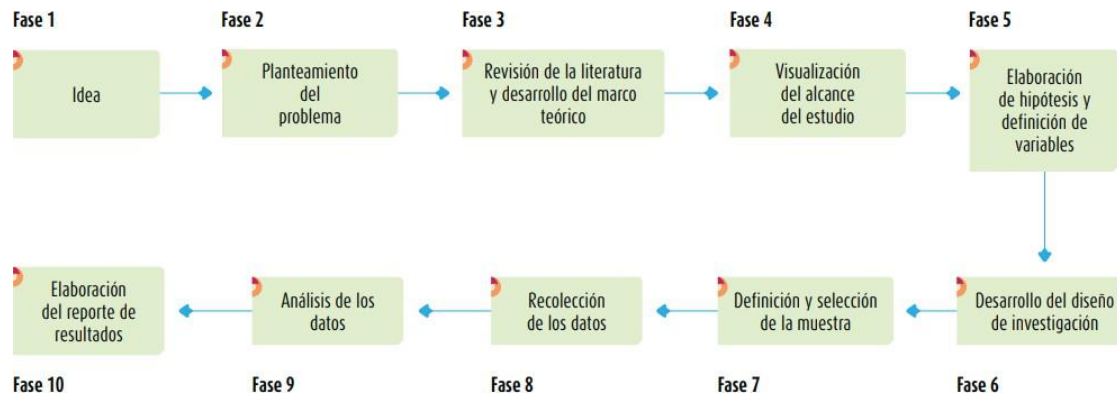 Fase 1
Idea
Fase 2
Planteamiento
del
problema
Fase 3
Revisión de la literatura
y desarrollo del marco
teórico
Fase 4
Visualización
del alcance
del estudio
Fase 5
Elaboración
de hipótesis y
definición de
variables
Desarrollo del diseño
de investigación
Fase 6
Definición y selección
de la muestra
Fase 7
Recolección
de los datos
Fase 8
Análisis de los
datos
Fase 9
Elaboración
del reporte de
resultados
Fase 10